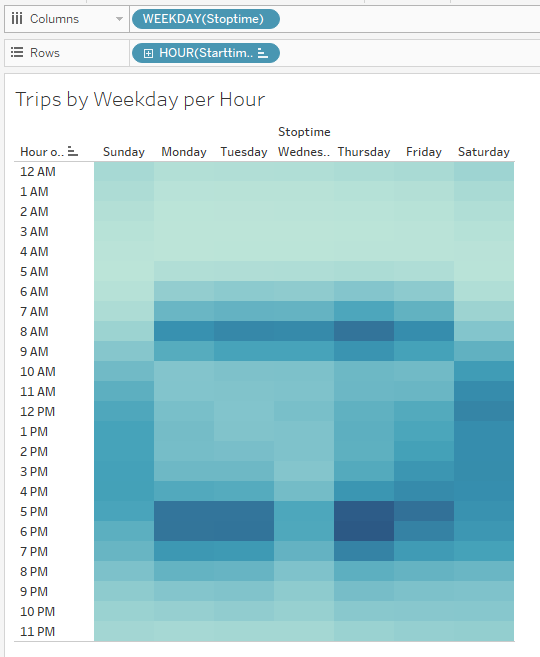 Columns WEEKDAY(Stoptime)
Rows HOUR(Starttim..
Trips by Weekday per Hour
Stoptime
Hour o.. Sunday Monday Tuesday Wednes.. Thursday Friday Saturday
12 AM
1 AM
2 AM
3 AM
4 AM
5 AM
6 AM
7 AM
8 AM
9 AM
10 AM
11 AM
12 PM
1 PM
2 PM
3 PM
4 PM
5 PM
6 PM
7 PM
8 PM
9 PM
10 PM
11 PM